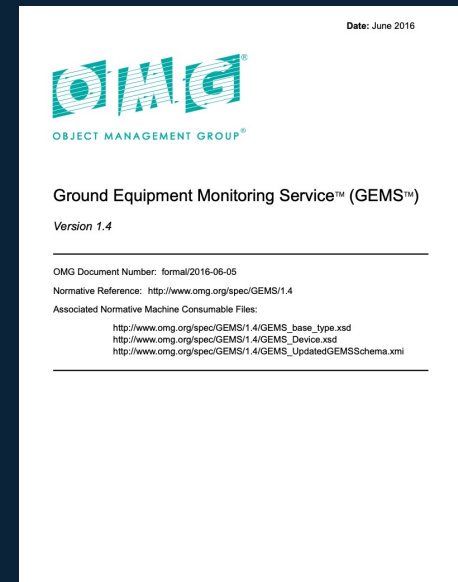 Date: June 2016
OMG®
OBJECT MANAGEMENT GROUP®
Ground Equipment Monitoring Service™ (GEMS™)
Version 1.4
OMG Document Number: formal/2016-06-05
Normative Reference: http://www.omg.org/spec/GEMS/1.4
Associated Normative Machine Consumable Files:
http://www.omg.org/spec/GEMS/1.4/GEMS_base_type.xsd
http://www.omg.org/spec/GEMS/1.4/GEMS_Device.xsd
http://www.omg.org/spec/GEMS/1.4/GEMS_UpdatedGEMSSchema.xmi